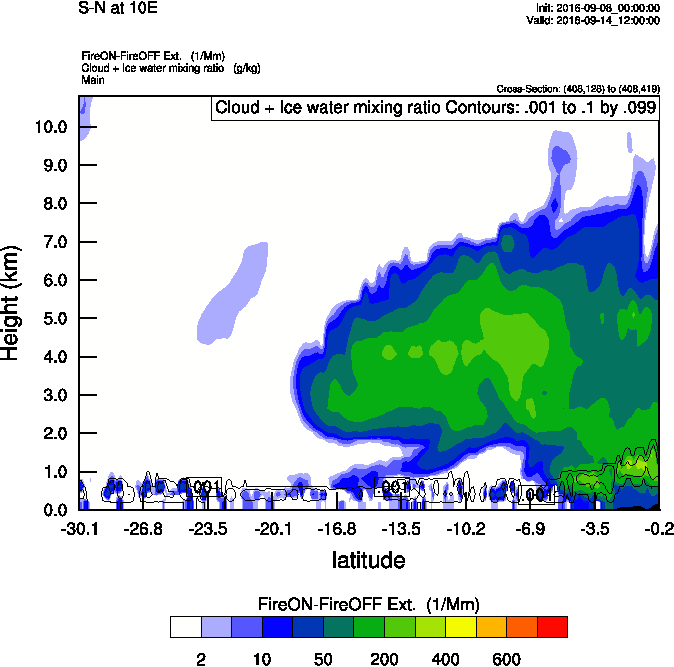 S-N at 10E
Init: 2016-09-08_00:00:00
Valid: 2016-09-14_12:00:00
FireON-FireOFF Ext. (1/Mm)
Cloud + Ice water mixing ratio (g/kg)
Main
Cross-Section: (408,128) to (408,419)
Cloud + Ice water mixing ratio Contours: .001 to .1 by .099
10.0
9.0
8.0
7.0
6.0
5.0
4.0
3.0
2.0
1.0
0.0
Height (km)
.001
.001
.001
-30.1 -26.8 -23.5 -20.1 -16.8 -13.5 -10.2 -6.9 -3.5 -0.2
latitude
FireON-FireOFF Ext. (1/Mm)
2 10 50 200 400 600